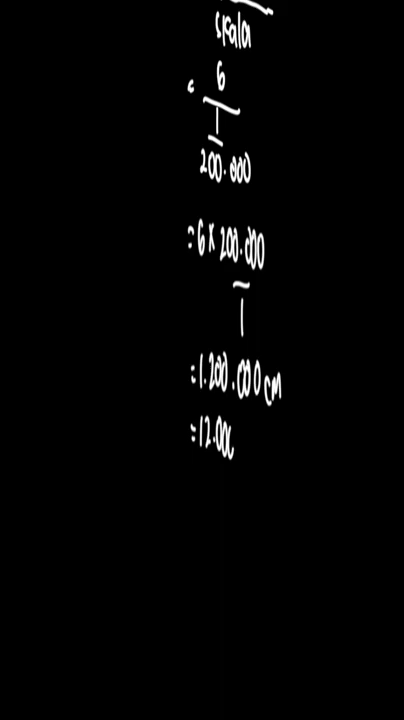 skala
= 6
1
200.000
= 6 x 200.000
1
= 1.200.000 cm
= 12.000